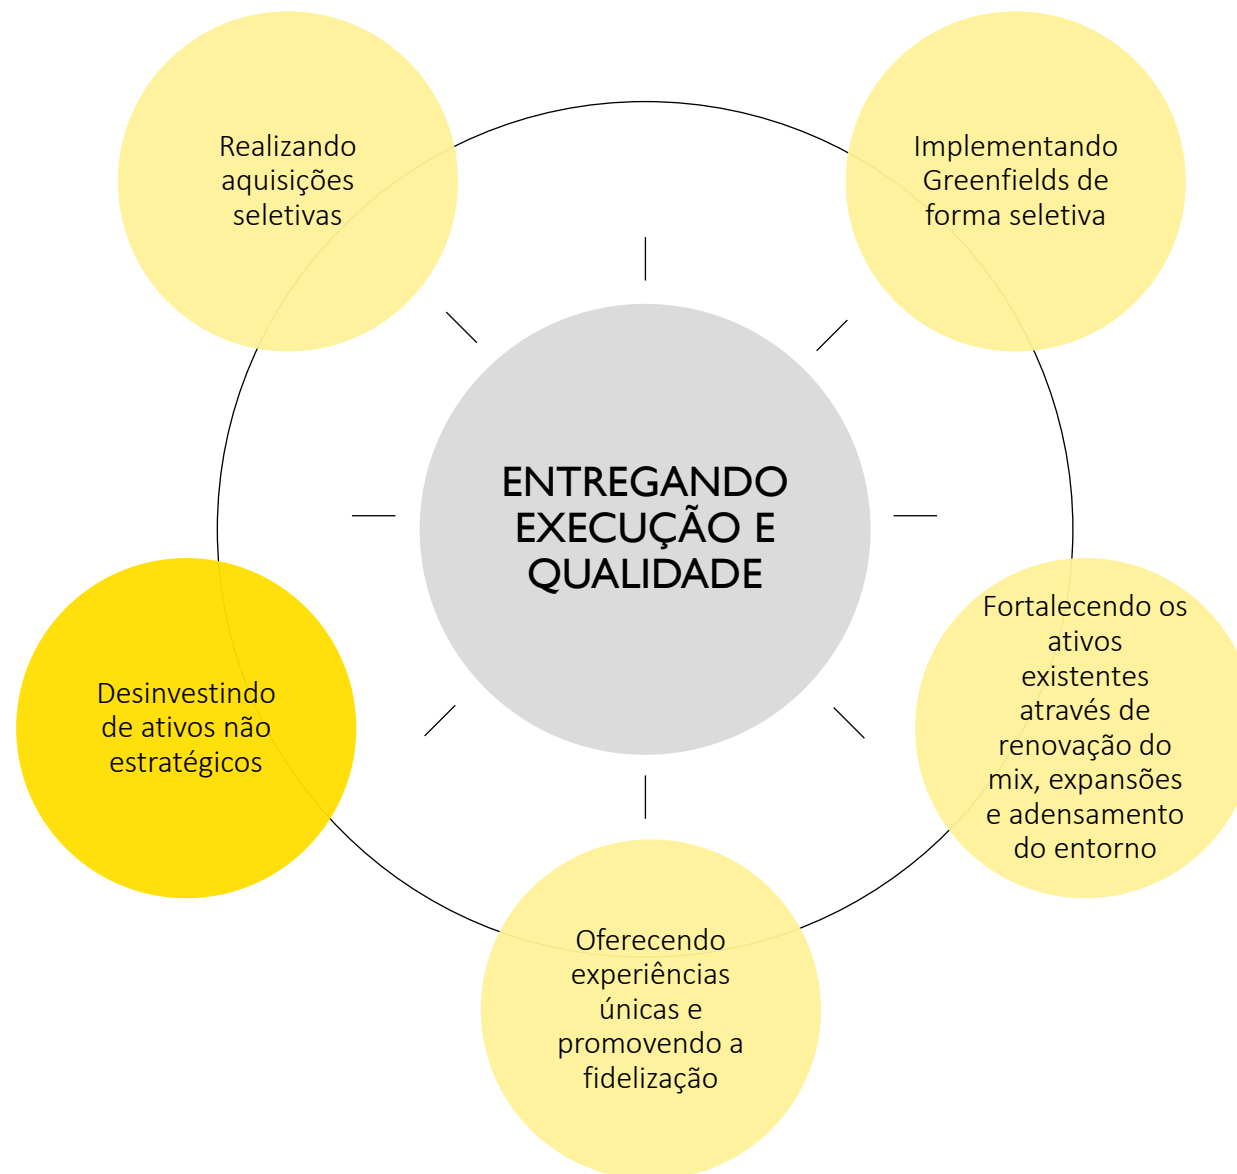 Realizando
aquisições
seletivas
Implementando
Greenfields de
forma seletiva
ENTREGANDO
EXECUÇÃO E
QUALIDADE
Fortalecendo os
ativos
existentes
através de
renovação do
mix, expansões
e adensamento
do entorno
Desinvestindo
de ativos não
estratégicos
Oferecendo
experiências
únicas e
promovendo a
fidelização